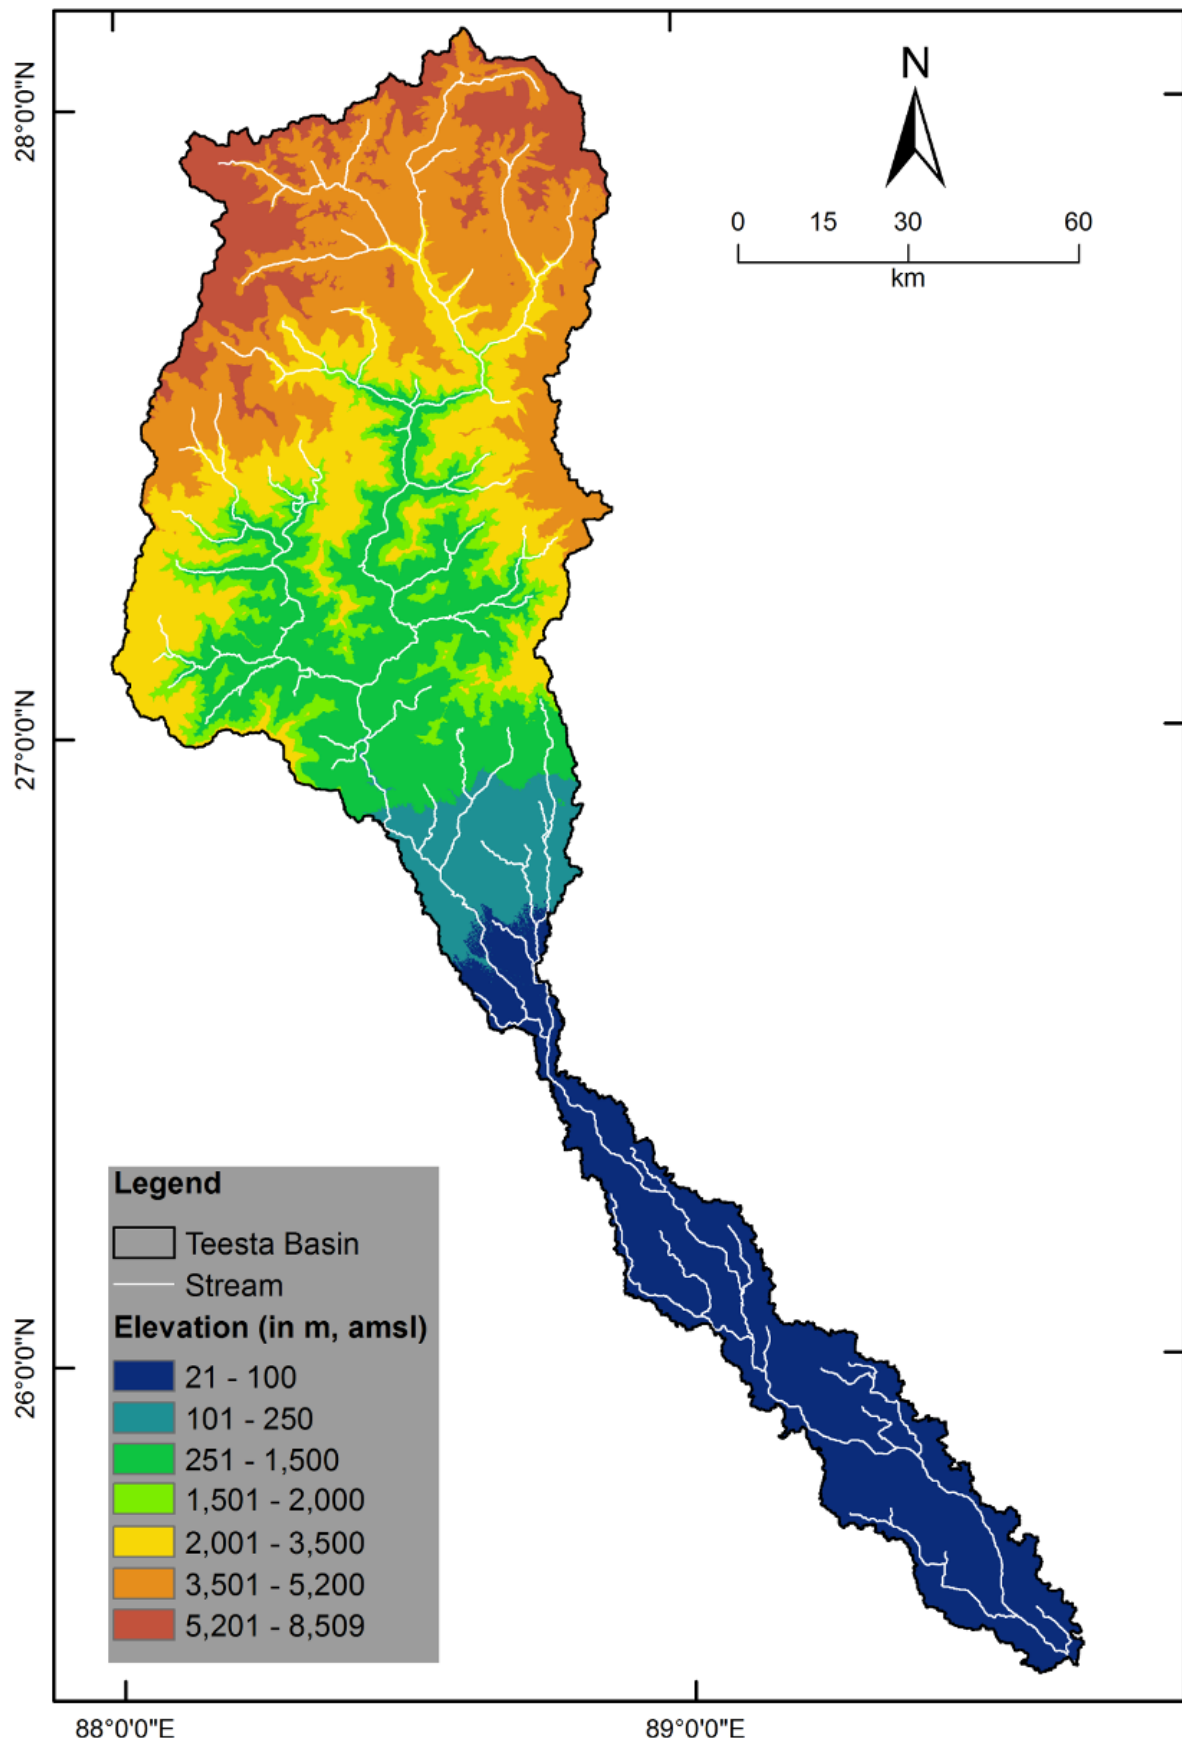 N
0 15 30 60
km
28°0'0"N
27°0'0"N
26°0'0"N
Legend
Teesta Basin
Stream
Elevation (in m, amsl)
21 - 100
101 - 250
251 - 1,500
1,501 - 2,000
2,001 - 3,500
3,501 - 5,200
5,201 - 8,509
88°0'0"E 89°0'0"E